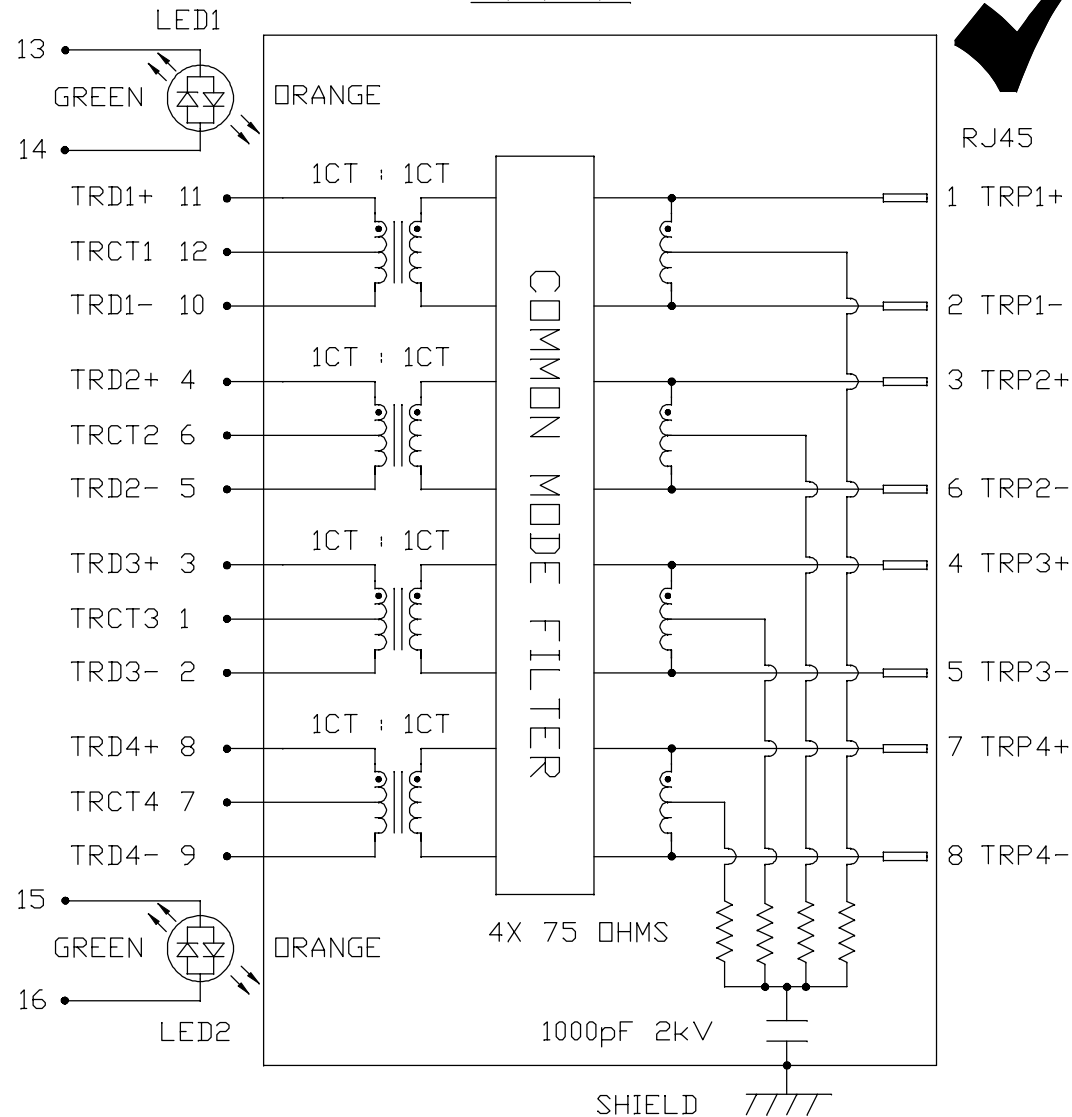 LED1
13
GREEN
ORANGE
14
RJ45
1CT : 1CT
TRD1+ 11
1 TRP1+
TRCT1 12
TRD1- 10
2 TRP1-
1CT : 1CT
TRD2+ 4
3 TRP2+
TRCT2 6
TRD2- 5
6 TRP2-
COMMON MODE FILTER
1CT : 1CT
TRD3+ 3
4 TRP3+
TRCT3 1
TRD3- 2
5 TRP3-
1CT : 1CT
TRD4+ 8
7 TRP4+
TRCT4 7
TRD4- 9
8 TRP4-
15
GREEN
ORANGE
4X 75 OHMS
16
LED2
1000pF 2kV
SHIELD